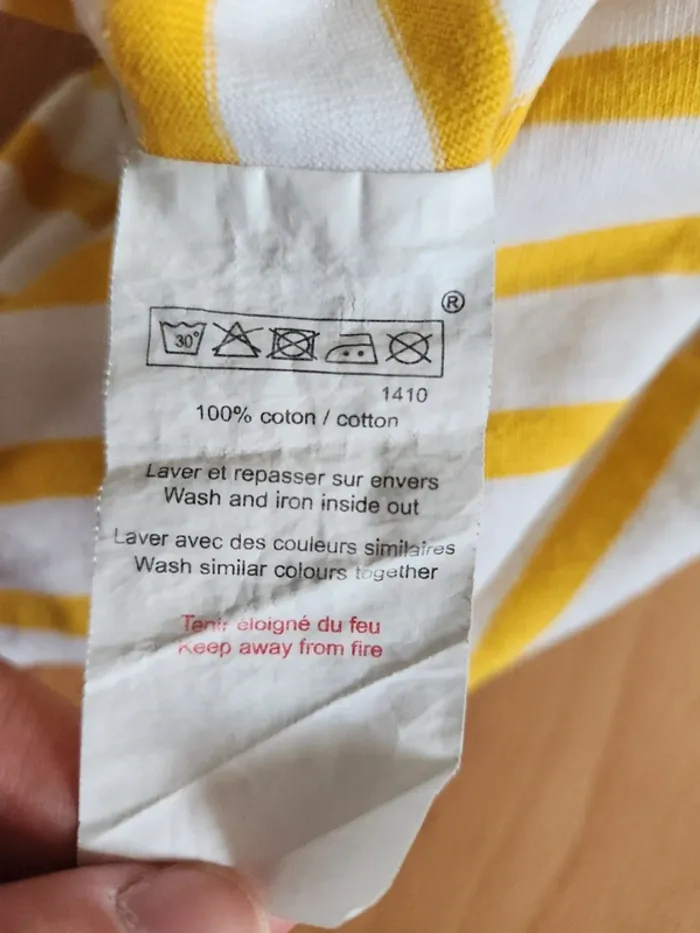 ®
30°
1410
100% coton / cotton
Laver et repasser sur envers
Wash and iron inside out
Laver avec des couleurs similaires
Wash similar colours together
Tenir éloigné du feu
Keep away from fire